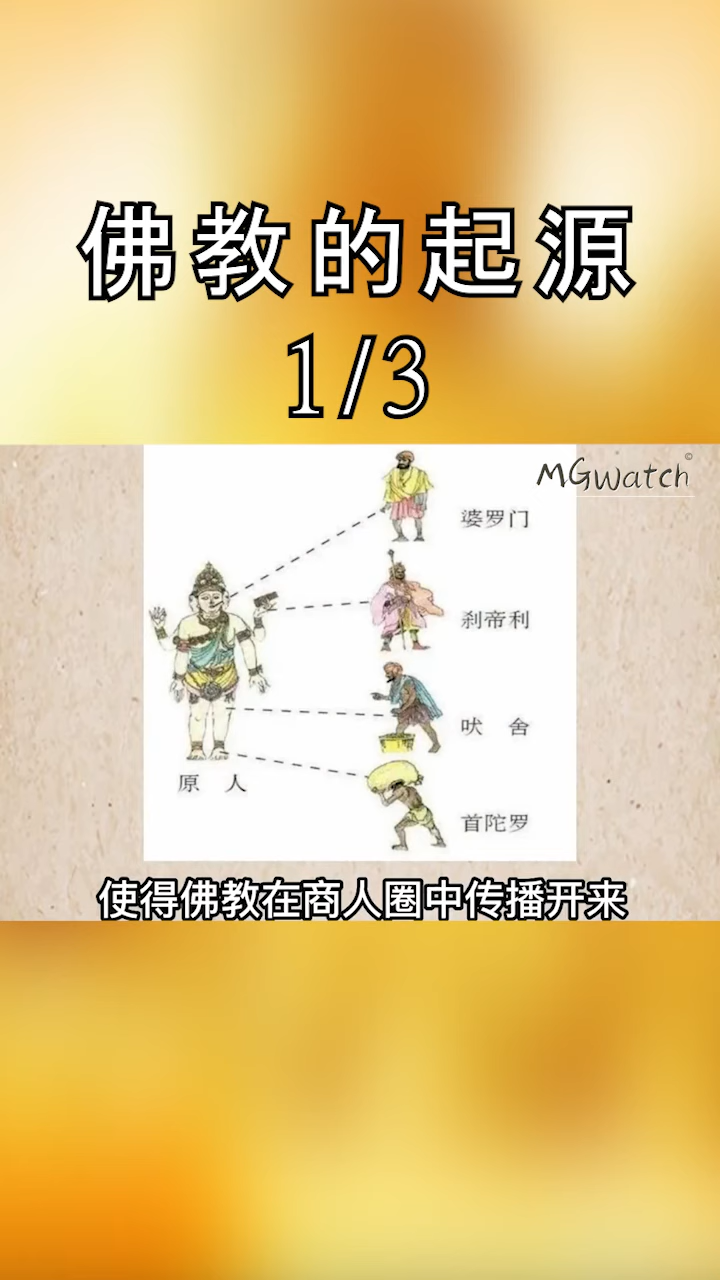 佛教的起源
1/3
MGwatch©
婆罗门
刹帝利
吠 舍
原 人
首陀罗
使得佛教在商人圈中传播开来